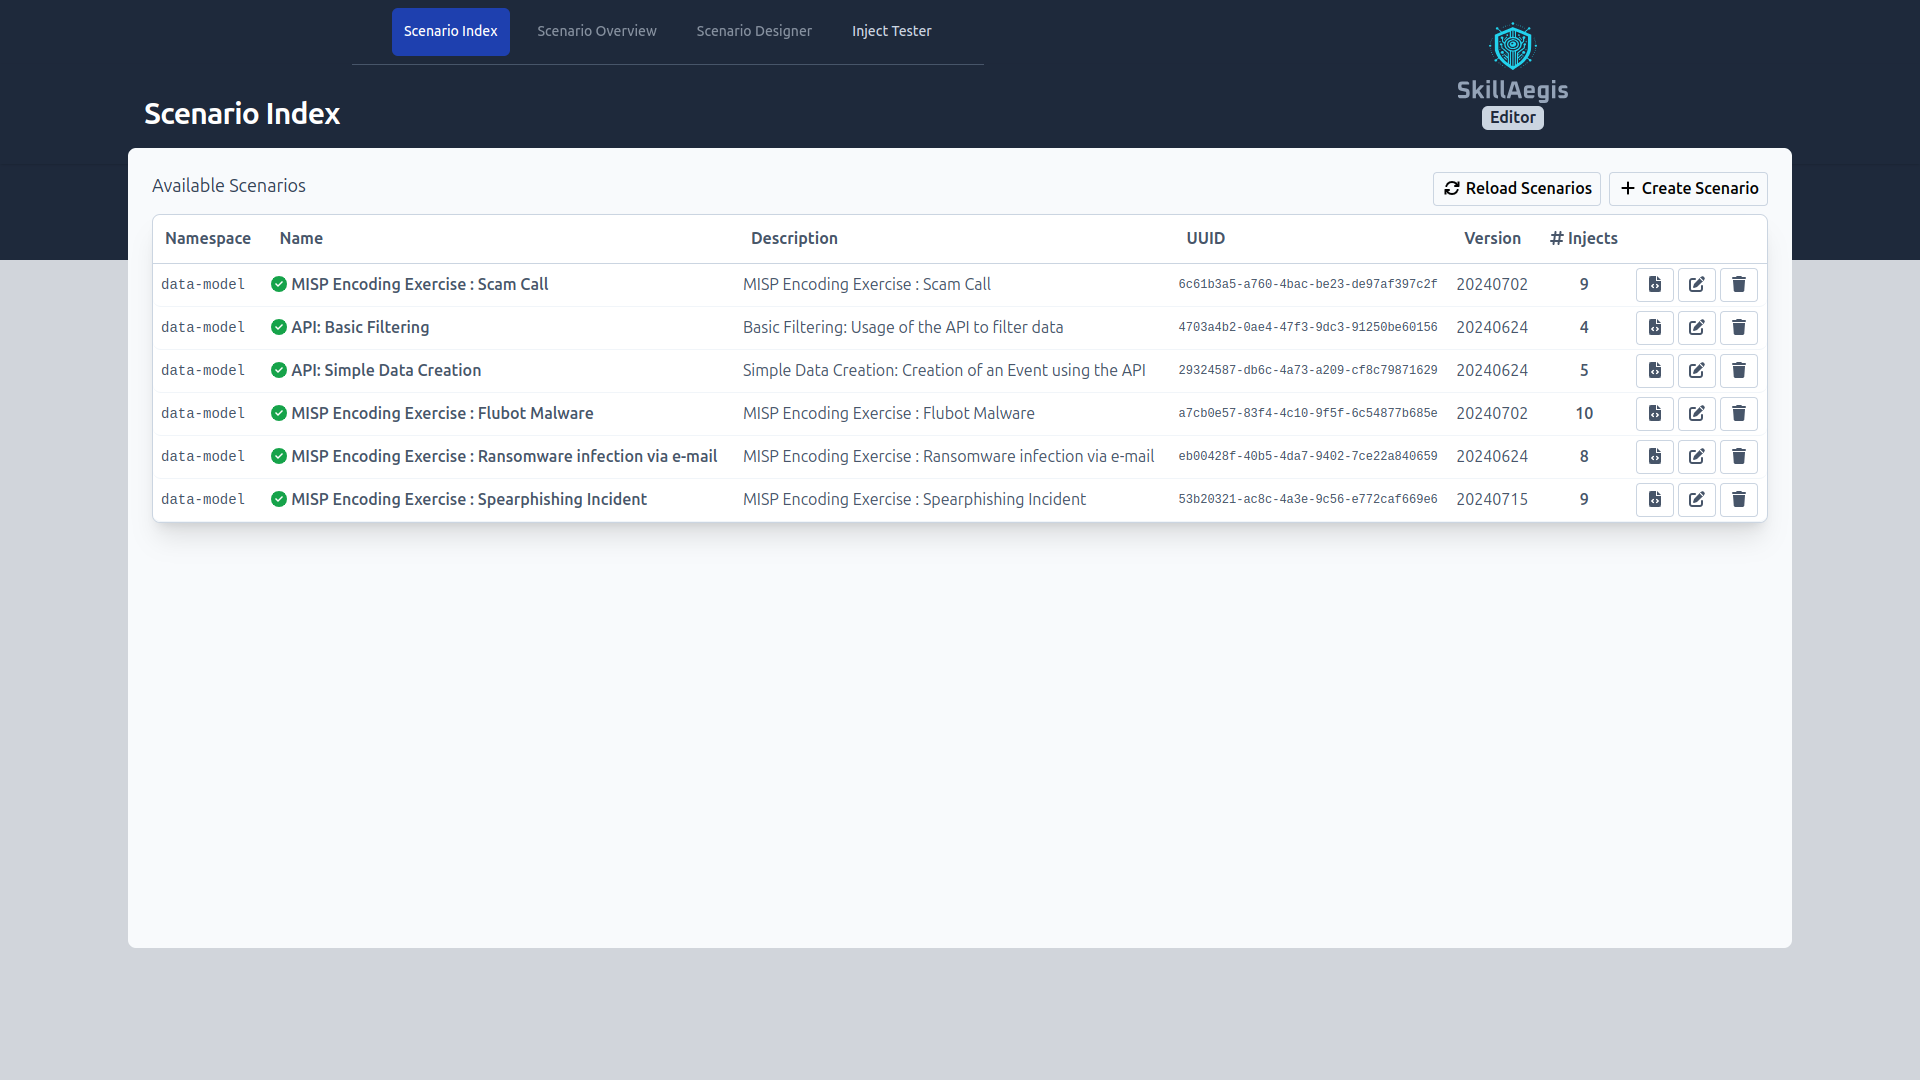 Scenario Index Scenario Overview Scenario Designer Inject Tester
SkillAegis
Editor
Scenario Index
Available Scenarios Reload Scenarios Create Scenario
Namespace Name Description UUID Version # Injects
data-model MISP Encoding Exercise : Scam Call MISP Encoding Exercise : Scam Call 6c61b3a5-a760-4bac-be23-de97af397c2f 20240702 9
data-model API: Basic Filtering Basic Filtering: Usage of the API to filter data 4703a4b2-0ae4-47f3-9dc3-91250be60156 20240624 4
data-model API: Simple Data Creation Simple Data Creation: Creation of an Event using the API 29324587-db6c-4a73-a209-cf8c79871629 20240624 5
data-model MISP Encoding Exercise : Flubot Malware MISP Encoding Exercise : Flubot Malware a7cb0e57-83f4-4c10-9f5f-6c54877b685e 20240702 10
data-model MISP Encoding Exercise : Ransomware infection via e-mail MISP Encoding Exercise : Ransomware infection via e-mail eb00428f-40b5-4da7-9402-7ce22a840659 20240624 8
data-model MISP Encoding Exercise : Spearphishing Incident MISP Encoding Exercise : Spearphishing Incident 53b20321-ac8c-4a3e-9c56-e772caf669e6 20240715 9